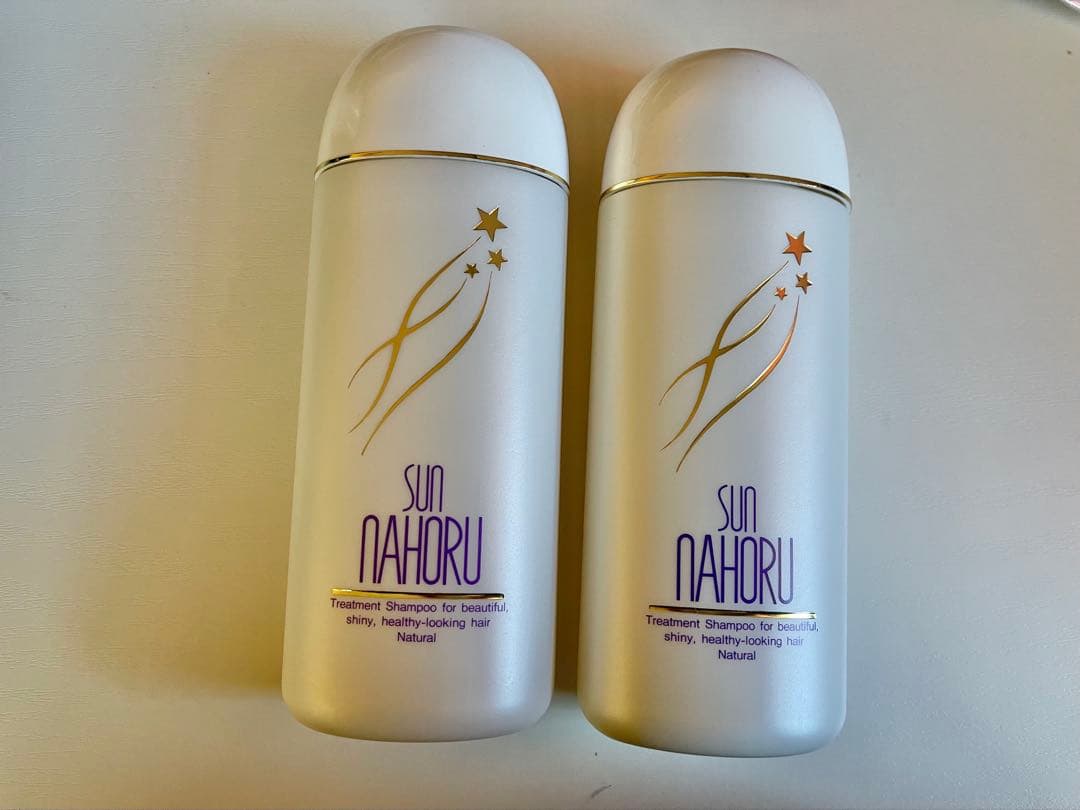 SUN
NAHORU
Treatment Shampoo for beautiful,
shiny, healthy-looking hair
Natural
SUN
NAHORU
Treatment Shampoo for beautiful,
shiny, healthy-looking hair
Natural